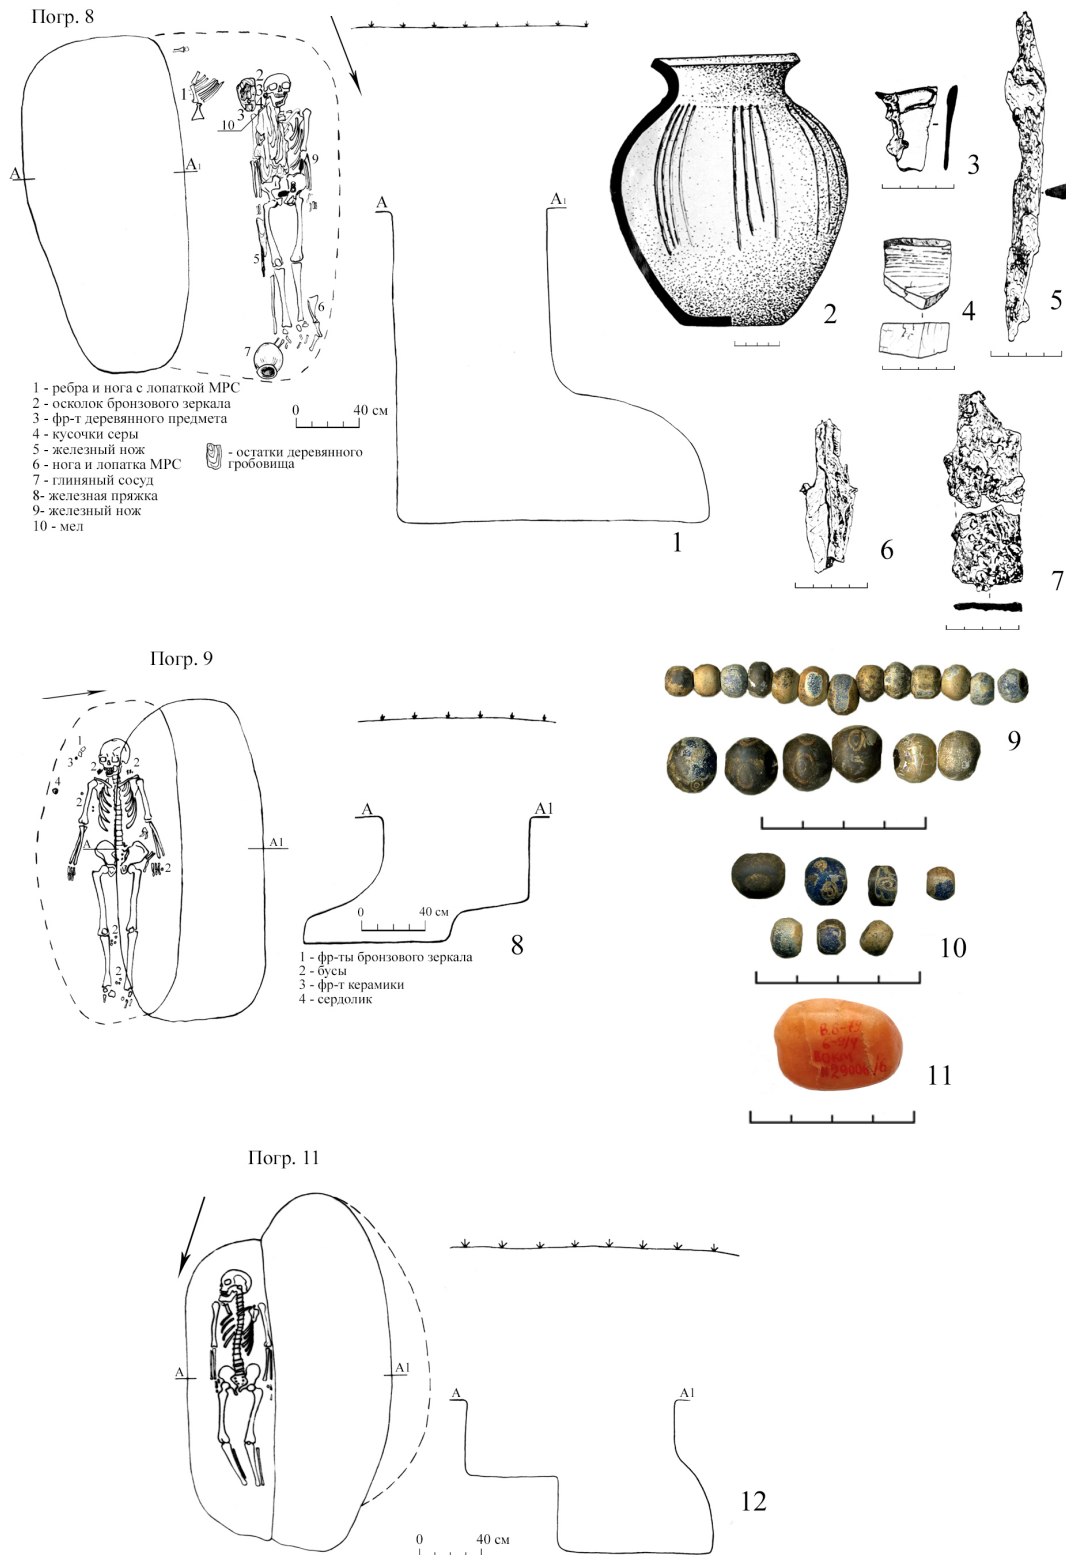 Погр. 8
1
2
3
10
9
5
6
7
8
A
A1
A
A1
1 - ребра и нога с лопаткой МРС
2 - осколок бронзового зеркала
3 - фр-т деревянного предмета
4 - кусочки серы
5 - железный нож
6 - нога и лопатка МРС
7 - глиняный сосуд
8- железная пряжка
9- железный нож
10 - мел
0 40 см
- остатки деревянного
гробовища
1
2
3
4
5
6
7
Погр. 9
1
3
2
2
4
2
2
2
2
A
A1
A
A1
0 40 см
8
1 - фр-ты бронзового зеркала
2 - бусы
3 - фр-т керамики
4 - сердолик
9
10
11
Погр. 11
A
A1
A
A1
0 40 см
12